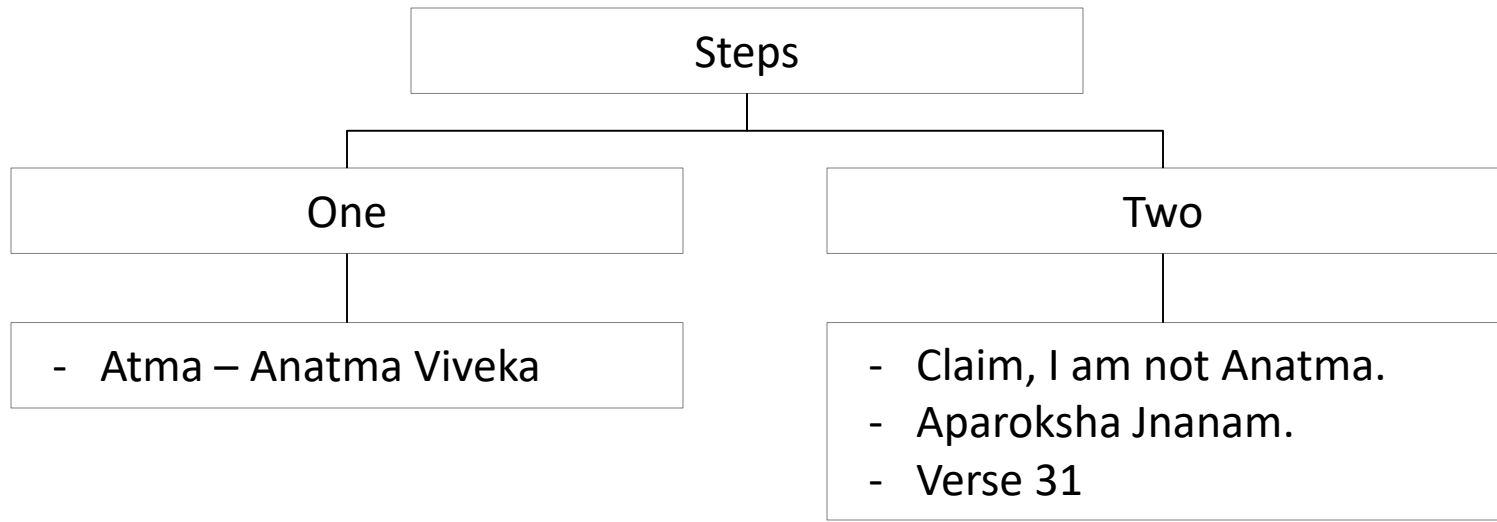 Steps
One
Two
- Atma – Anatma Viveka
- Claim, I am not Anatma.
- Aparoksha Jnanam.
- Verse 31